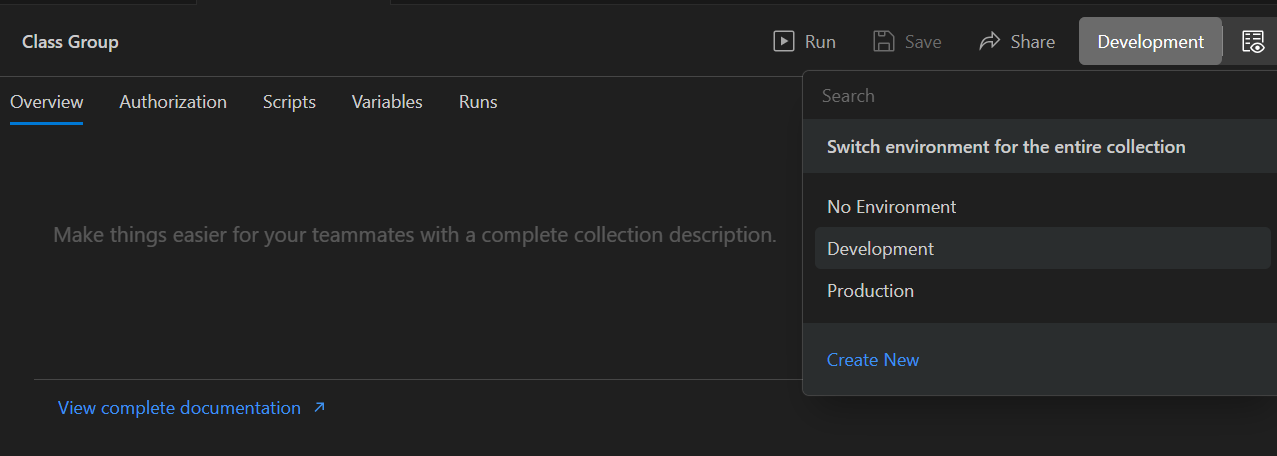 Class Group
Run
Save
Share
Development
Overview
Authorization
Scripts
Variables
Runs
Search
Switch environment for the entire collection
No Environment
Development
Production
Create New
Make things easier for your teammates with a complete collection description.
View complete documentation